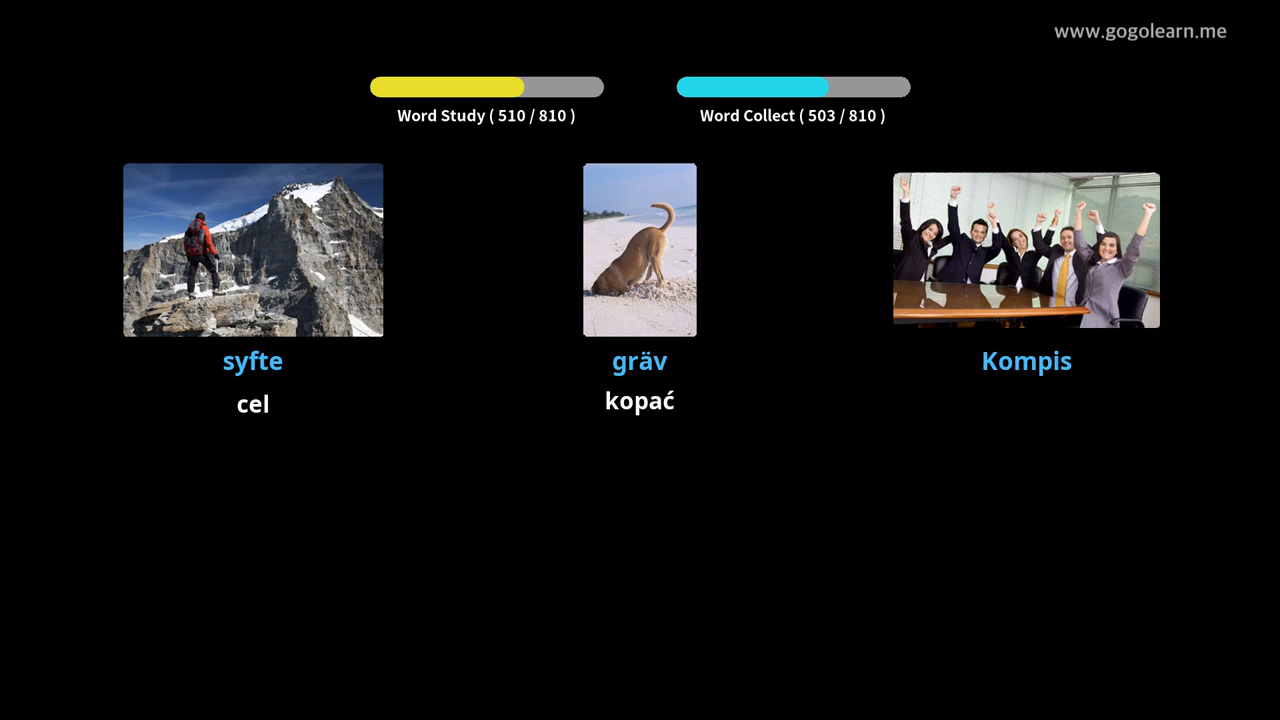 www.gogolearn.me
Word Study ( 510 / 810 )
Word Collect ( 503 / 810 )
syfte
cel
gräv
kopać
Kompis